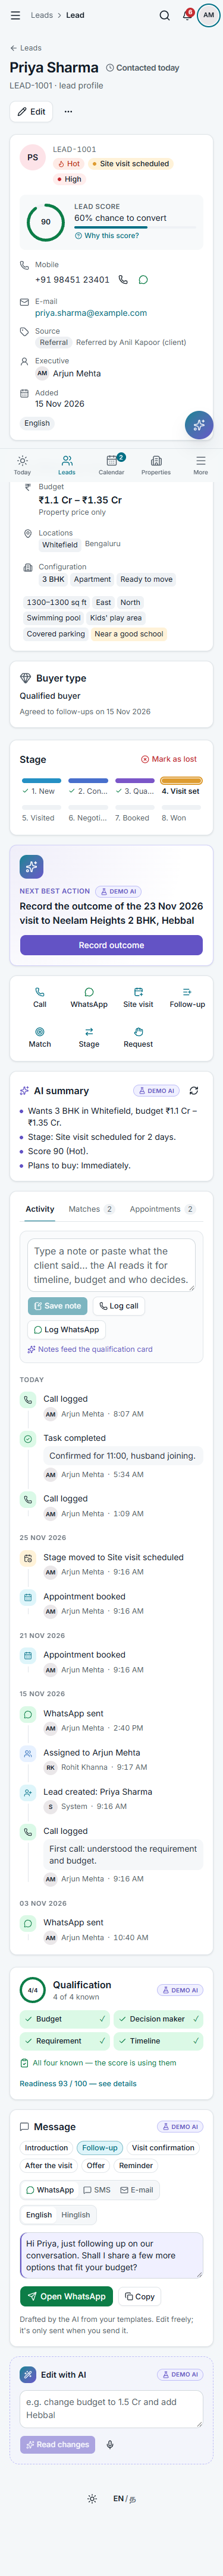 Leads > Lead
8
AM
← Leads
Priya Sharma
Contacted today
LEAD-1001 · lead profile
Edit
PS
LEAD-1001
Hot
Site visit scheduled
High
90
LEAD SCORE
60% chance to convert
Why this score?
Mobile
+91 98451 23401
E-mail
priya.sharma@example.com
Source
Referral Referred by Anil Kapoor (client)
Executive
AM Arjun Mehta
Added
15 Nov 2026
English
2
Today Leads Calendar Properties More
Budget
₹1.1 Cr – ₹1.35 Cr
Property price only
Locations
Whitefield Bengaluru
Configuration
3 BHK Apartment Ready to move
1300–1300 sq ft East North
Swimming pool Kids' play area
Covered parking Near a good school
Buyer type
Qualified buyer
Agreed to follow-ups on 15 Nov 2026
Stage
Mark as lost
✓ 1. New ✓ 2. Con... ✓ 3. Qua... 4. Visit set
5. Visited 6. Negoti... 7. Booked 8. Won
NEXT BEST ACTION DEMO AI
Record the outcome of the 23 Nov 2026
visit to Neelam Heights 2 BHK, Hebbal
Record outcome
Call WhatsApp Site visit Follow-up
Match Stage Request
AI summary DEMO AI
Wants 3 BHK in Whitefield, budget ₹1.1 Cr –
₹1.35 Cr.
Stage: Site visit scheduled for 2 days.
Score 90 (Hot).
Plans to buy: Immediately.
Activity Matches 2 Appointments 2
Type a note or paste what the
client said... the AI reads it for
timeline, budget and who decides.
Save note Log call
Log WhatsApp
Notes feed the qualification card
TODAY
Call logged
AM Arjun Mehta · 8:07 AM
Task completed
Confirmed for 11:00, husband joining.
AM Arjun Mehta · 5:34 AM
Call logged
AM Arjun Mehta · 1:09 AM
25 NOV 2026
Stage moved to Site visit scheduled
AM Arjun Mehta · 9:16 AM
Appointment booked
AM Arjun Mehta · 9:16 AM
21 NOV 2026
Appointment booked
AM Arjun Mehta · 9:16 AM
15 NOV 2026
WhatsApp sent
AM Arjun Mehta · 2:40 PM
Assigned to Arjun Mehta
RK Rohit Khanna · 9:17 AM
Lead created: Priya Sharma
S System · 9:16 AM
Call logged
First call: understood the requirement
and budget.
AM Arjun Mehta · 9:16 AM
03 NOV 2026
WhatsApp sent
AM Arjun Mehta · 10:40 AM
4/4
Qualification
4 of 4 known
DEMO AI
✓ Budget ✓ ✓ Decision maker ✓
✓ Requirement ✓ ✓ Timeline ✓
All four known — the score is using them
Readiness 93 / 100 — see details
Message DEMO AI
Introduction Follow-up Visit confirmation
After the visit Offer Reminder
WhatsApp SMS E-mail
English Hinglish
Hi Priya, just following up on our
conversation. Shall I share a few more
options that fit your budget?
Open WhatsApp Copy
Drafted by the AI from your templates. Edit freely;
it's only sent when you send it.
Edit with AI DEMO AI
e.g. change budget to 1.5 Cr and add
Hebbal
Read changes
EN / த